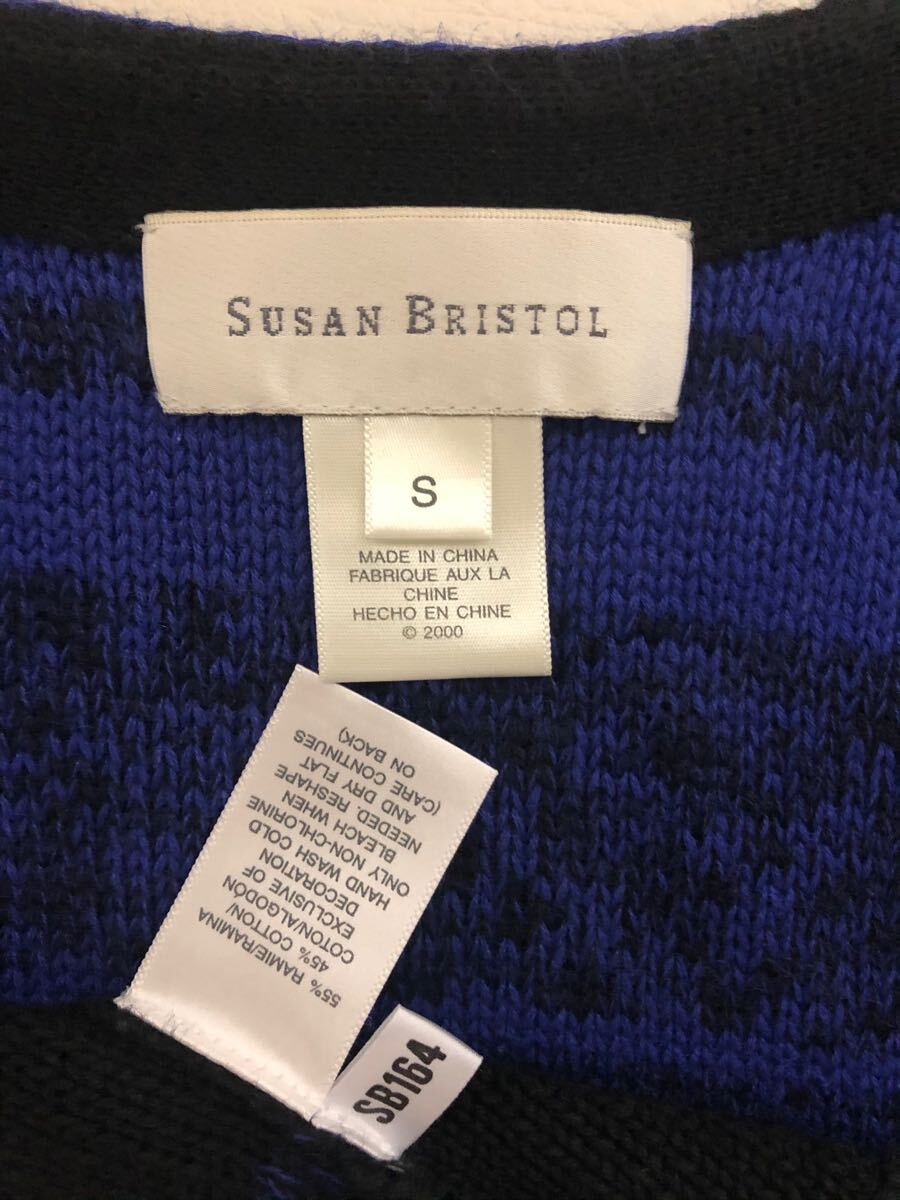 SUSAN BRISTOL
S
MADE IN CHINA
FABRIQUE AUX LA
CHINE
HECHO EN CHINE
© 2000
55% RAMIE/RAMINA
45% COTTON/
COTON/ALGODÓN
EXCLUSIVE OF
DECORATION
HAND WASH COLD
ONLY NON-CHLORINE
BLEACH WHEN
NEEDED. RESHAPE
AND DRY FLAT
(CARE CONTINUES
ON BACK)
SB164